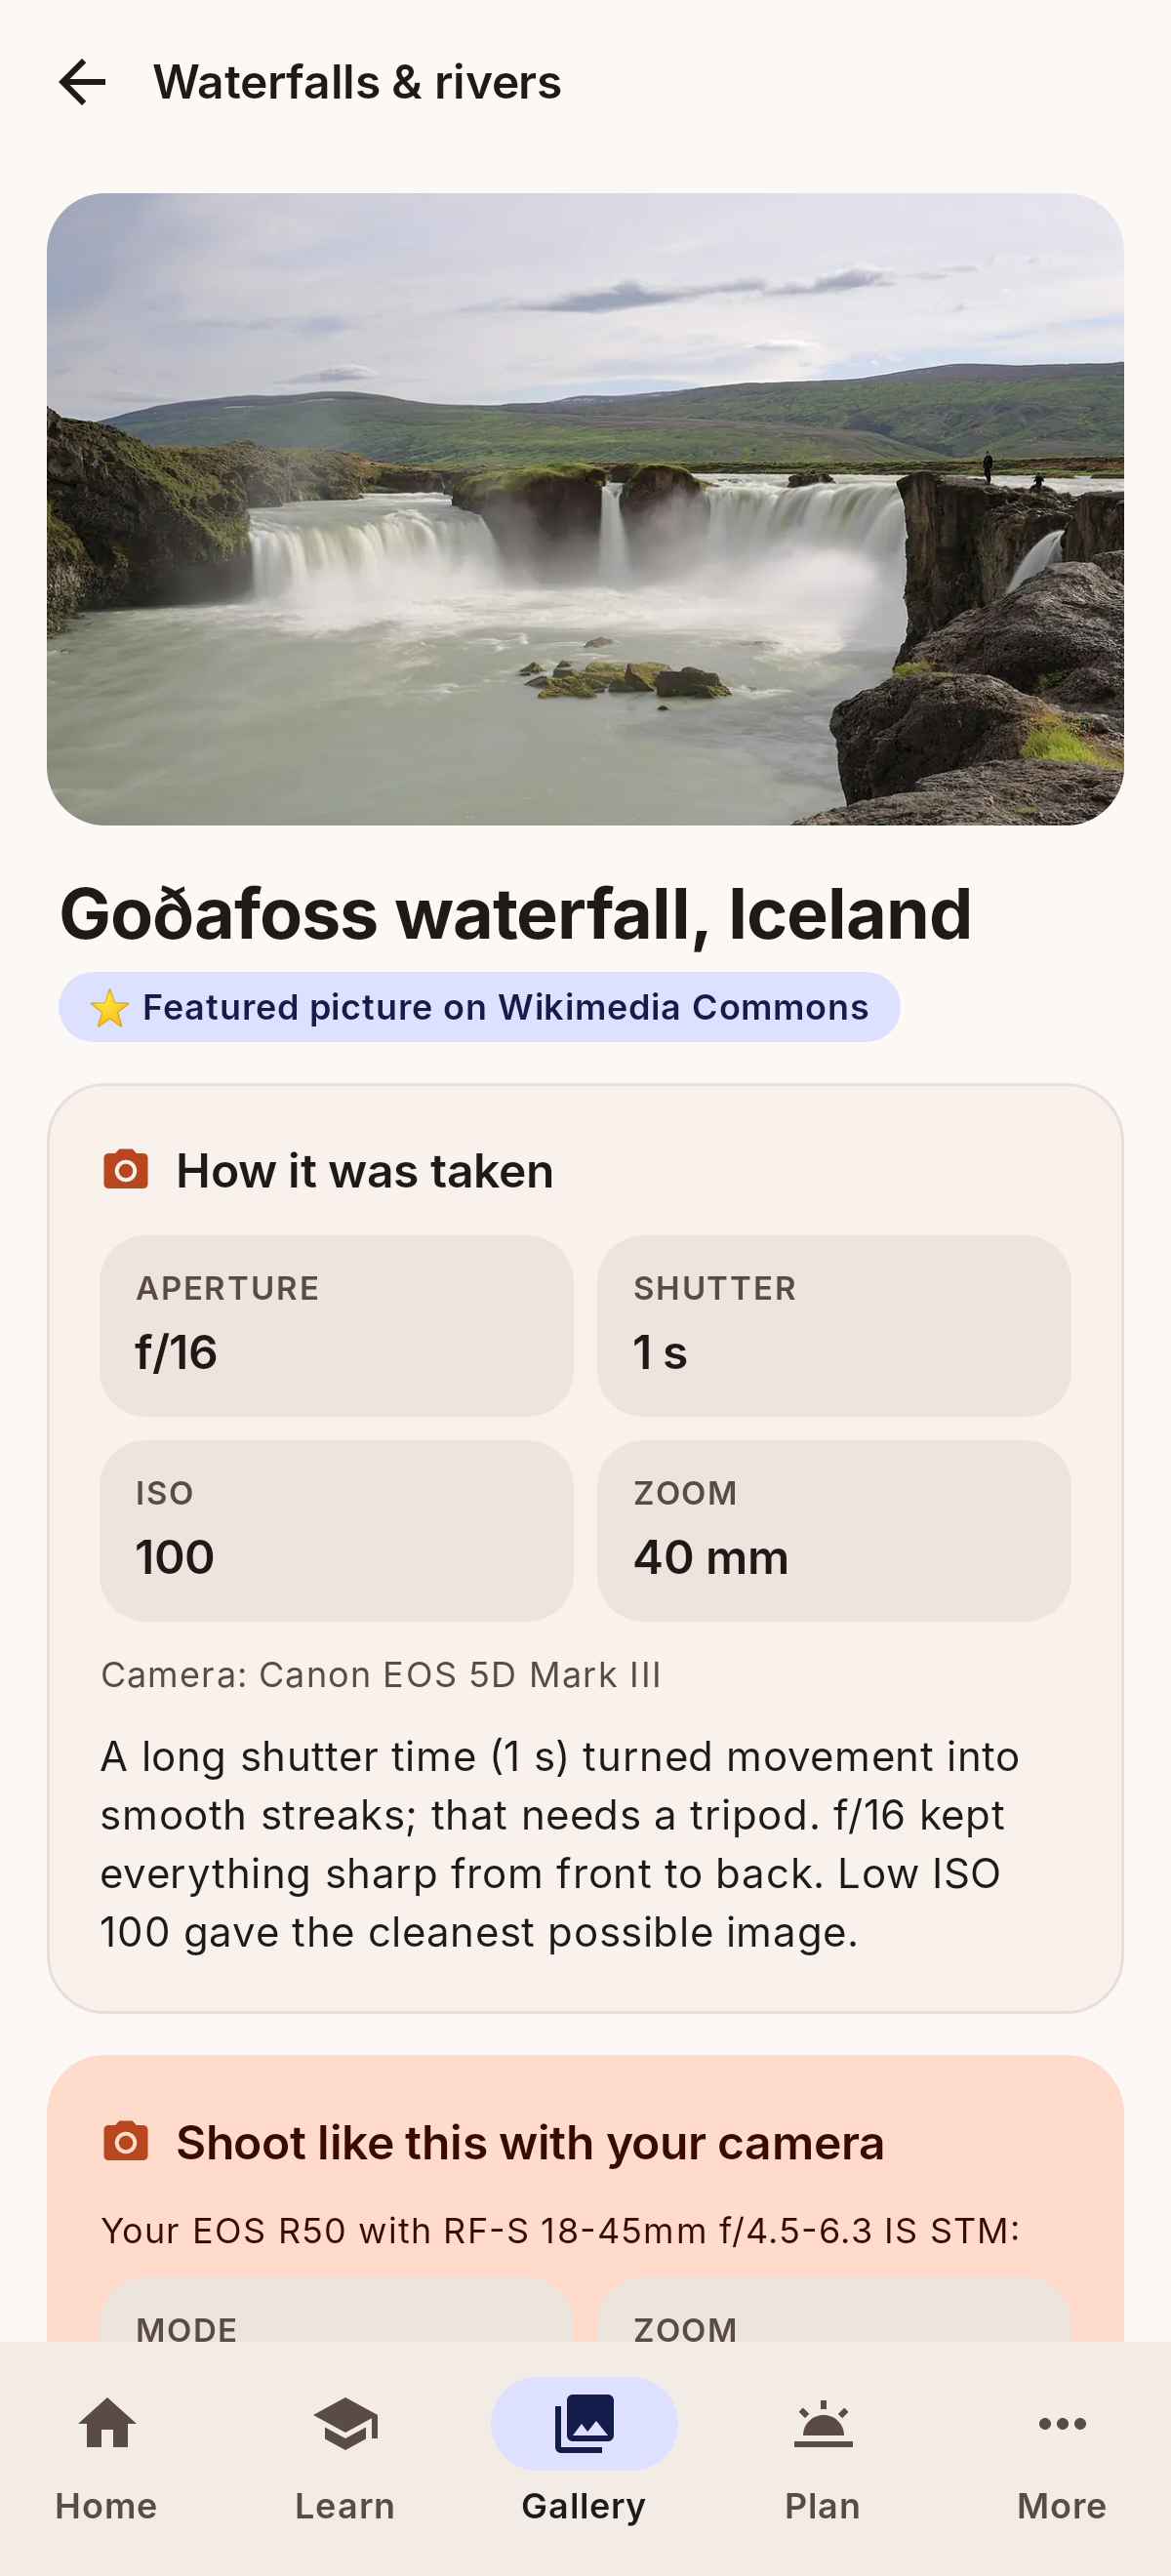 Waterfalls & rivers
Goðafoss waterfall, Iceland
⭐ Featured picture on Wikimedia Commons
How it was taken
APERTURE
f/16
SHUTTER
1 s
ISO
100
ZOOM
40 mm
Camera: Canon EOS 5D Mark III
A long shutter time (1 s) turned movement into
smooth streaks; that needs a tripod. f/16 kept
everything sharp from front to back. Low ISO
100 gave the cleanest possible image.
Shoot like this with your camera
Your EOS R50 with RF-S 18-45mm f/4.5-6.3 IS STM:
MODE
ZOOM
Home
Learn
Gallery
Plan
More